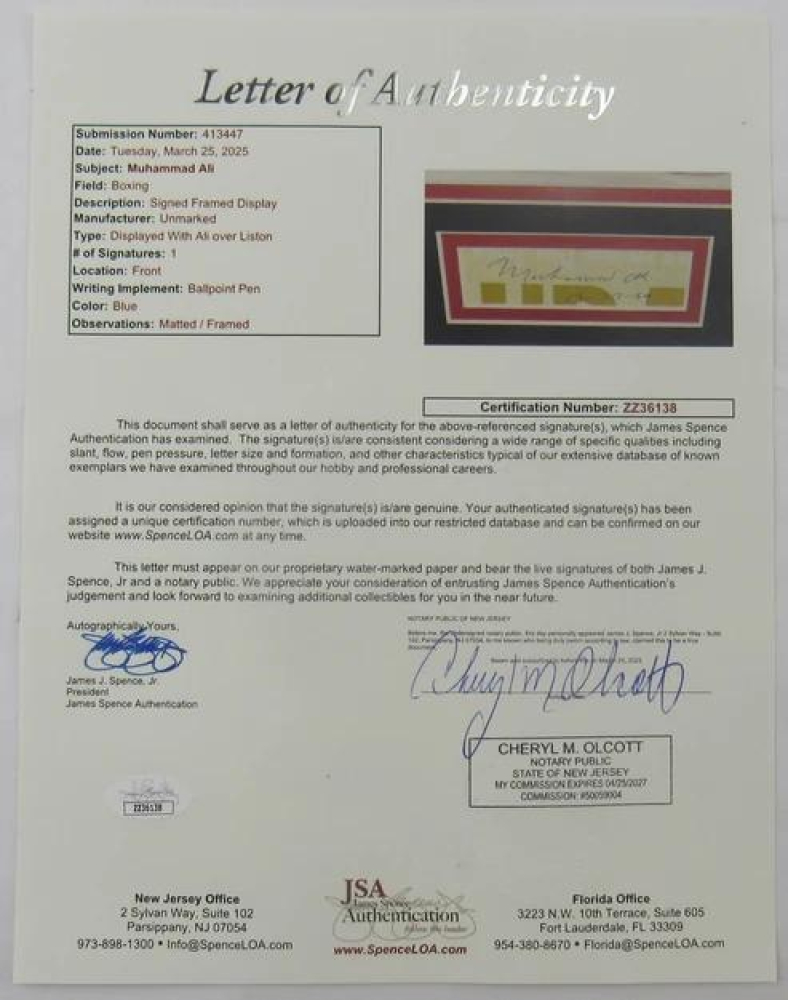 Letter of Authenticity
Submission Number: 413447
Date: Tuesday, March 25, 2025
Subject: Muhammad Ali
Field: Boxing
Description: Signed Framed Display
Manufacturer: Unmarked
Type: Displayed With Ali over Liston
# of Signatures: 1
Location: Front
Writing Implement: Ballpoint Pen
Color: Blue
Observations: Matted / Framed
Muhammad Ali
Certification Number: ZZ36138
This document shall serve as a letter of authenticity for the above-referenced signature(s), which James Spence
Authentication has examined. The signature(s) is/are consistent considering a wide range of specific qualities including
slant, flow, pen pressure, letter size and formation, and other characteristics typical of our extensive database of known
exemplars we have examined throughout our hobby and professional careers.
It is our considered opinion that the signature(s) is/are genuine. Your authenticated signature(s) has been
assigned a unique certification number, which is uploaded into our restricted database and can be confirmed on our
website www.SpenceLOA.com at any time.
This letter must appear on our proprietary water-marked paper and bear the live signatures of both James J.
Spence, Jr and a notary public. We appreciate your consideration of entrusting James Spence Authentication's
judgement and look forward to examining additional collectibles for you in the near future.
Autographically Yours,
James J. Spence, Jr.
President
James Spence Authentication
NOTARY PUBLIC OF NEW JERSEY
Cheryl M Olcott
CHERYL M. OLCOTT
NOTARY PUBLIC
STATE OF NEW JERSEY
MY COMMISSION EXPIRES 04/25/2027
COMMISSION: #50059004
ZZ36138
New Jersey Office
2 Sylvan Way, Suite 102
Parsippany, NJ 07054
973-898-1300 • Info@SpenceLOA.com
JSA
James Spence
Authentication
www.SpenceLOA.com
Florida Office
3223 N.W. 10th Terrace, Suite 605
Fort Lauderdale, FL 33309
954-380-8670 • Florida@SpenceLOA.com